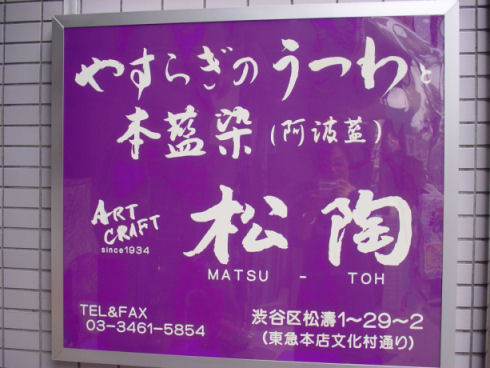 やすらぎのうつわと
本藍染(阿波藍)
ART CRAFT
since1934
松陶
MATSU - TOH
TEL&FAX
03-3461-5854
渋谷区松濤1〜29〜2
(東急本店文化村通り)